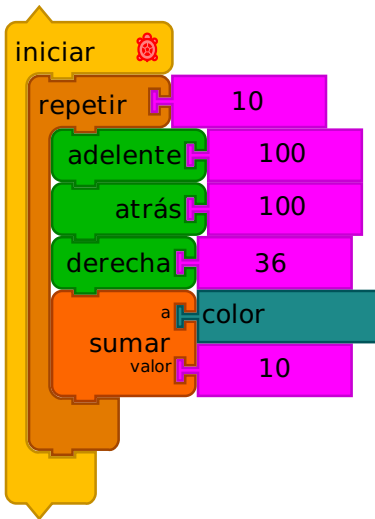 iniciar
repetir 10
adelente 100
atrás 100
derecha 36
a color
sumar
valor 10